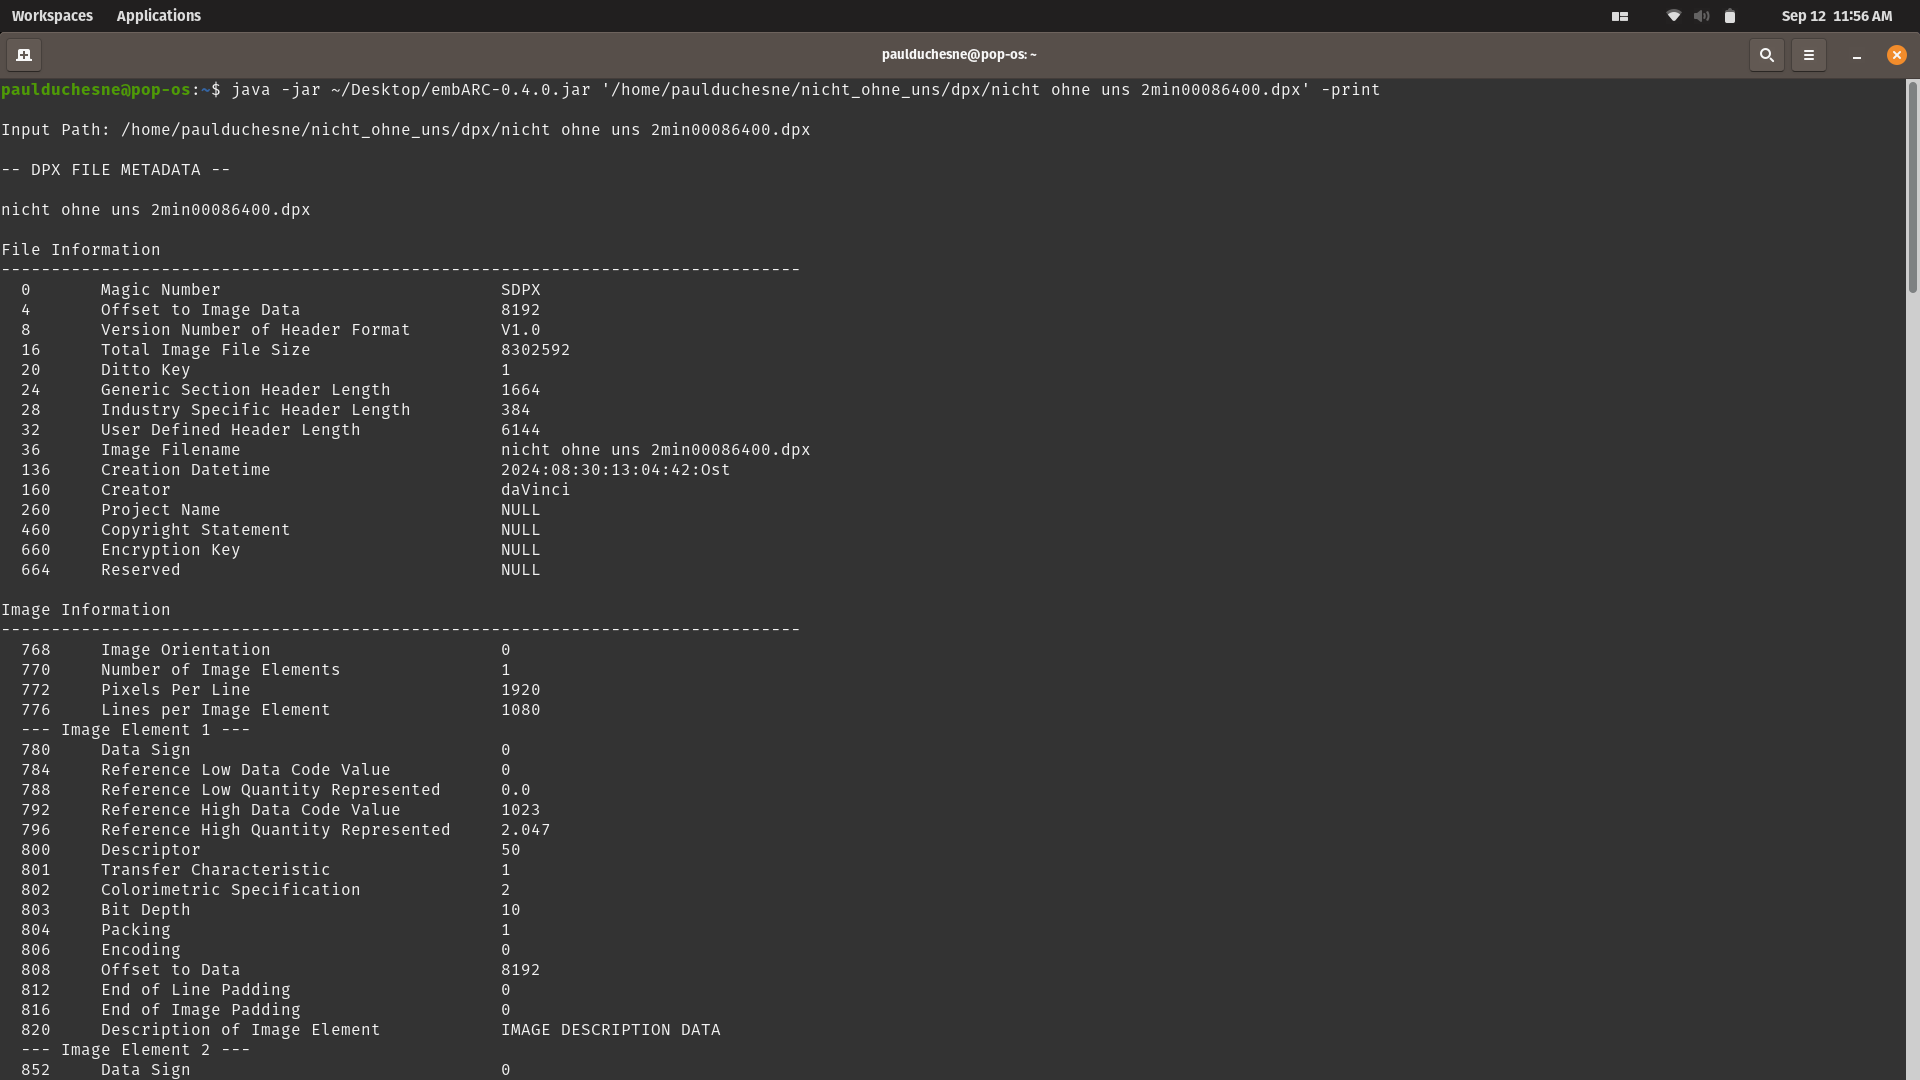 Workspaces Applications Sep 12 11:56 AM
paulduchesne@pop-os: ~
paulduchesne@pop-os:~$ java -jar ~/Desktop/embARC-0.4.0.jar '/home/paulduchesne/nicht_ohne_uns/dpx/nicht ohne uns 2min00086400.dpx' -print
Input Path: /home/paulduchesne/nicht_ohne_uns/dpx/nicht ohne uns 2min00086400.dpx
-- DPX FILE METADATA --
nicht ohne uns 2min00086400.dpx
File Information
--------------------------------------------------------------------------------
0 Magic Number SDPX
4 Offset to Image Data 8192
8 Version Number of Header Format V1.0
16 Total Image File Size 8302592
20 Ditto Key 1
24 Generic Section Header Length 1664
28 Industry Specific Header Length 384
32 User Defined Header Length 6144
36 Image Filename nicht ohne uns 2min00086400.dpx
136 Creation Datetime 2024:08:30:13:04:42:Ost
160 Creator daVinci
260 Project Name NULL
460 Copyright Statement NULL
660 Encryption Key NULL
664 Reserved NULL
Image Information
--------------------------------------------------------------------------------
768 Image Orientation 0
770 Number of Image Elements 1
772 Pixels Per Line 1920
776 Lines per Image Element 1080
--- Image Element 1 ---
780 Data Sign 0
784 Reference Low Data Code Value 0
788 Reference Low Quantity Represented 0.0
792 Reference High Data Code Value 1023
796 Reference High Quantity Represented 2.047
800 Descriptor 50
801 Transfer Characteristic 1
802 Colorimetric Specification 2
803 Bit Depth 10
804 Packing 1
806 Encoding 0
808 Offset to Data 8192
812 End of Line Padding 0
816 End of Image Padding 0
820 Description of Image Element IMAGE DESCRIPTION DATA
--- Image Element 2 ---
852 Data Sign 0